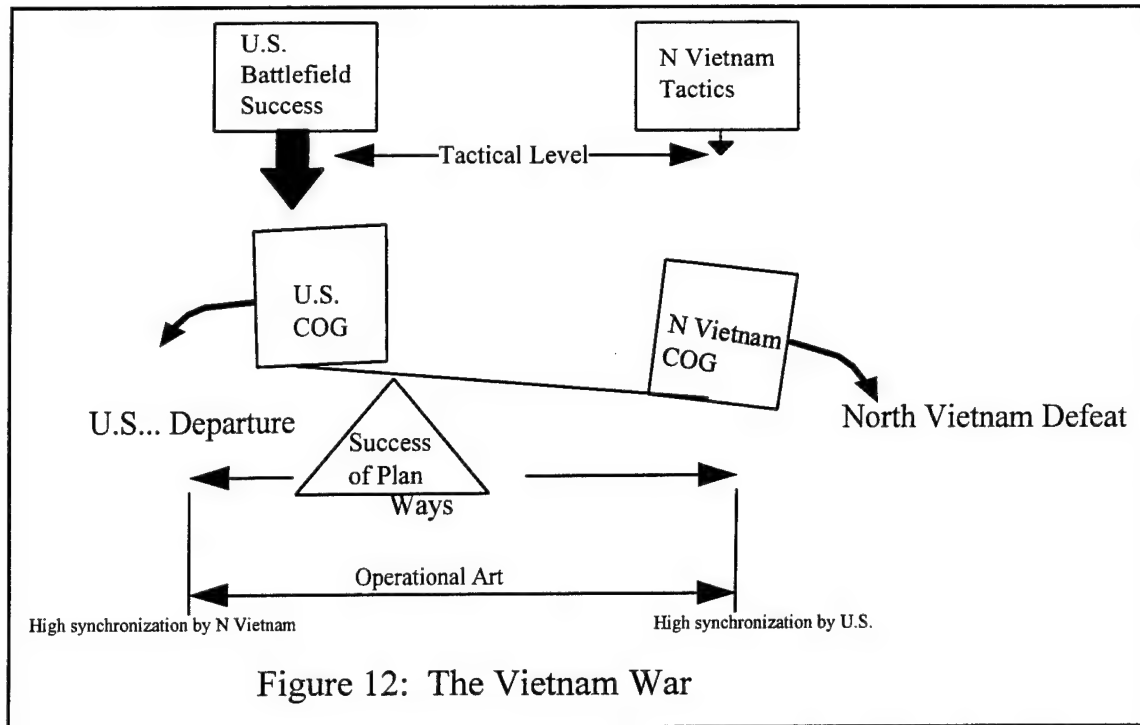 U.S.
Battlefield
Success
N Vietnam
Tactics
Tactical Level
U.S.
COG
N Vietnam
COG
U.S... Departure
North Vietnam Defeat
Success
of Plan
Ways
Operational Art
High synchronization by N Vietnam
High synchronization by U.S.
Figure 12: The Vietnam War